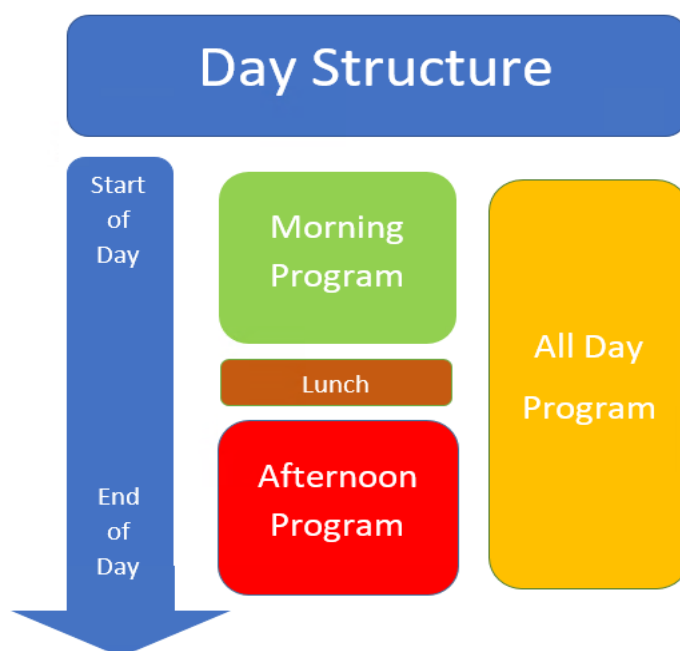 Day Structure
Start
of
Day
Morning
Program
Lunch
Afternoon
Program
All Day
Program
End
of
Day